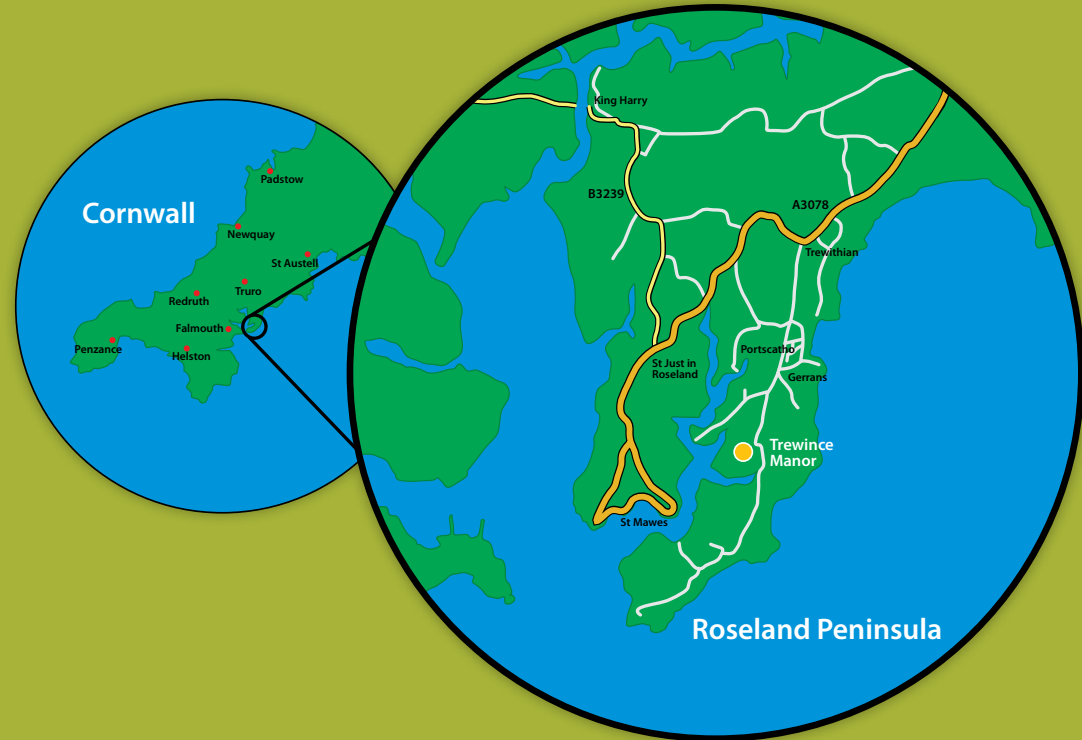 Cornwall
Padstow
Newquay
St Austell
Truro
Redruth
Falmouth
Penzance
Helston
King Harry
B3239
A3078
Trewithian
Portscatho
St Just in
Roseland
Gerrans
Trewince
Manor
St Mawes
Roseland Peninsula